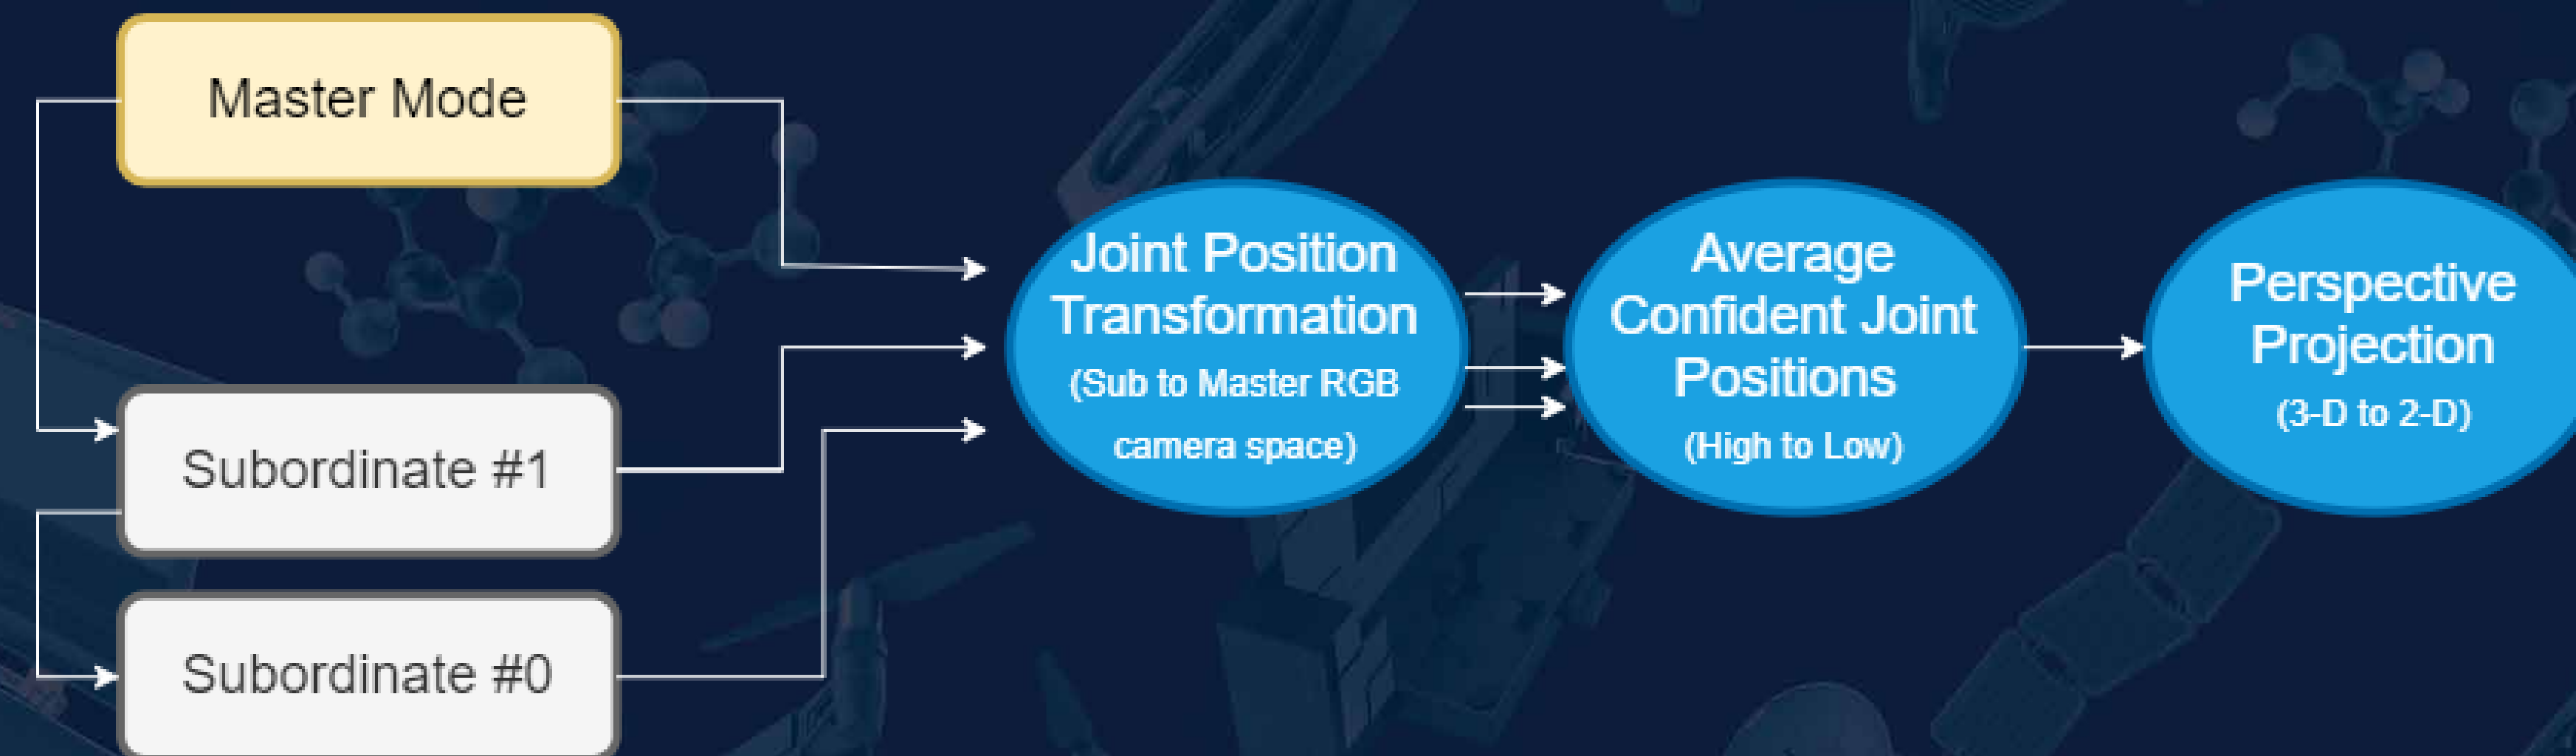 Master Mode
Subordinate #1
Subordinate #0
Joint Position
Transformation
(Sub to Master RGB
camera space)
Average
Confident Joint
Positions
(High to Low)
Perspective
Projection
(3-D to 2-D)